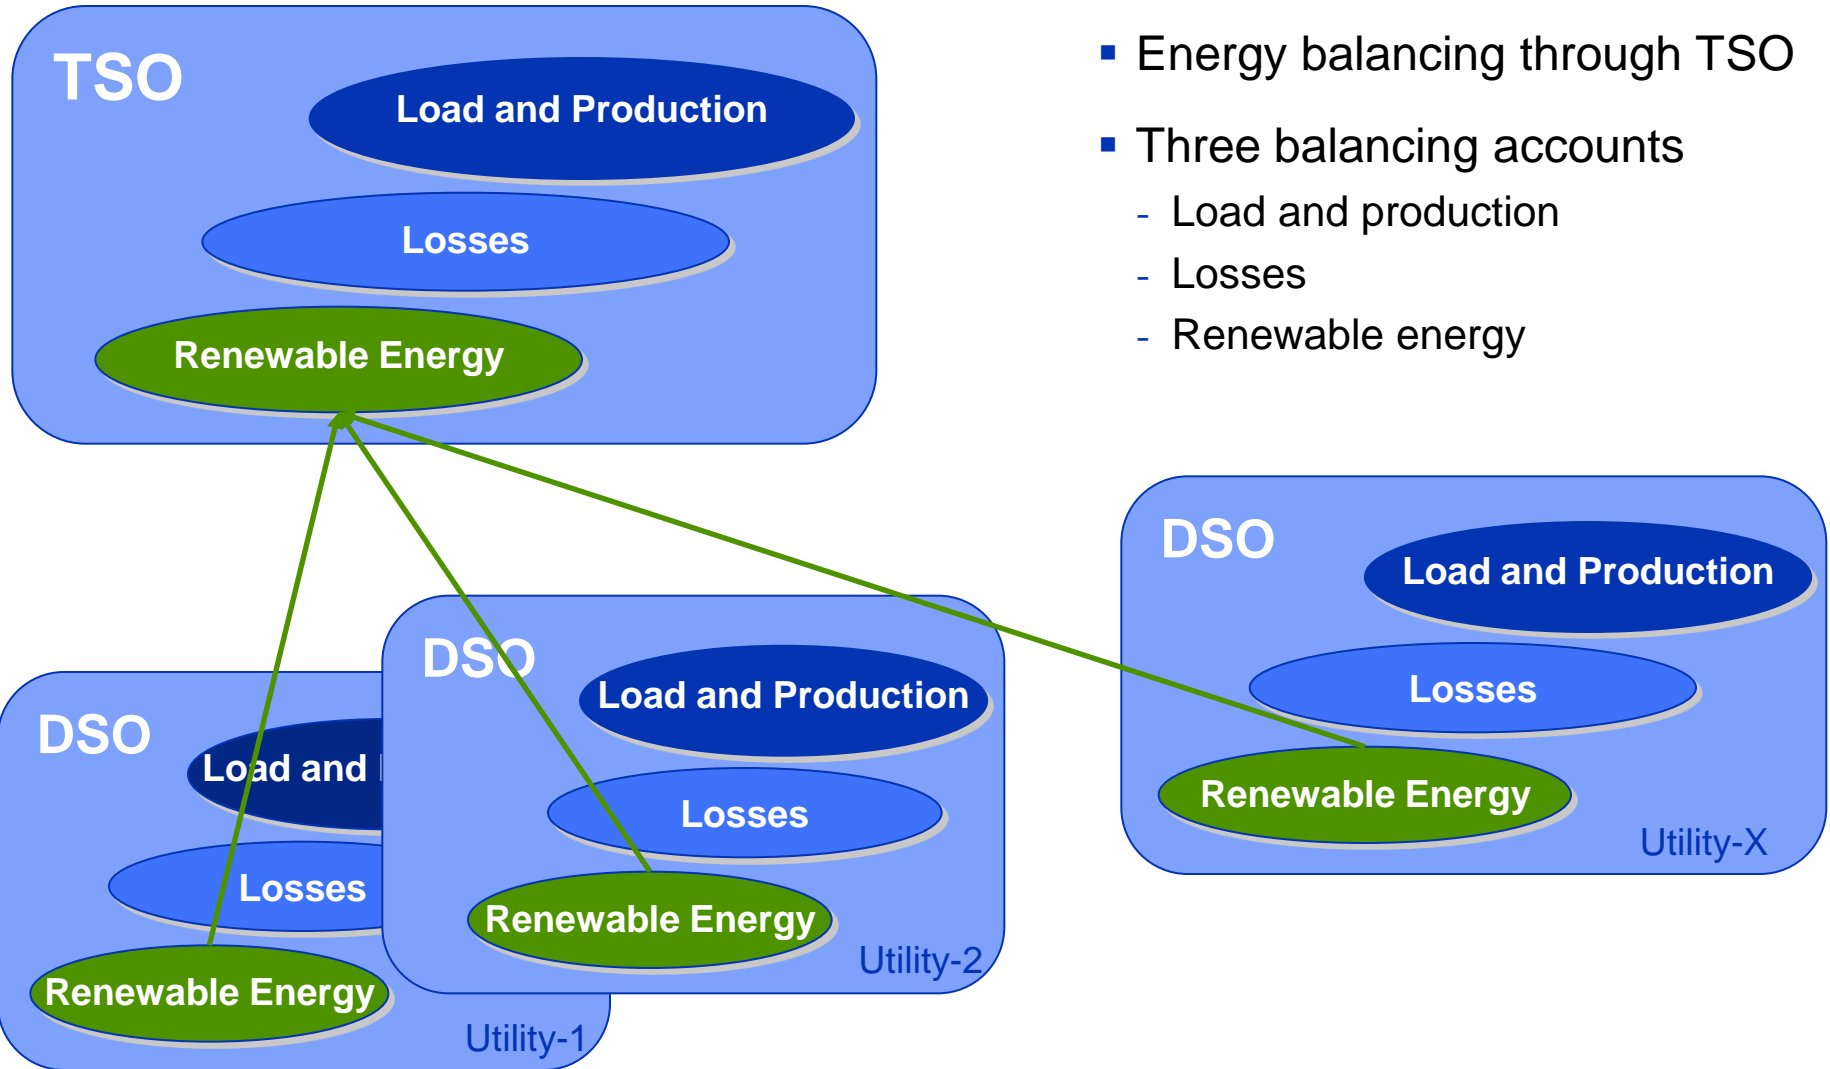 TSO
Load and Production
Losses
Renewable Energy
Energy balancing through TSO
Three balancing accounts
- Load and production
- Losses
- Renewable energy
DSO
Load and
Losses
Renewable Energy
Utility-1
DSO
Load and Production
Losses
Renewable Energy
Utility-2
DSO
Load and Production
Losses
Renewable Energy
Utility-X